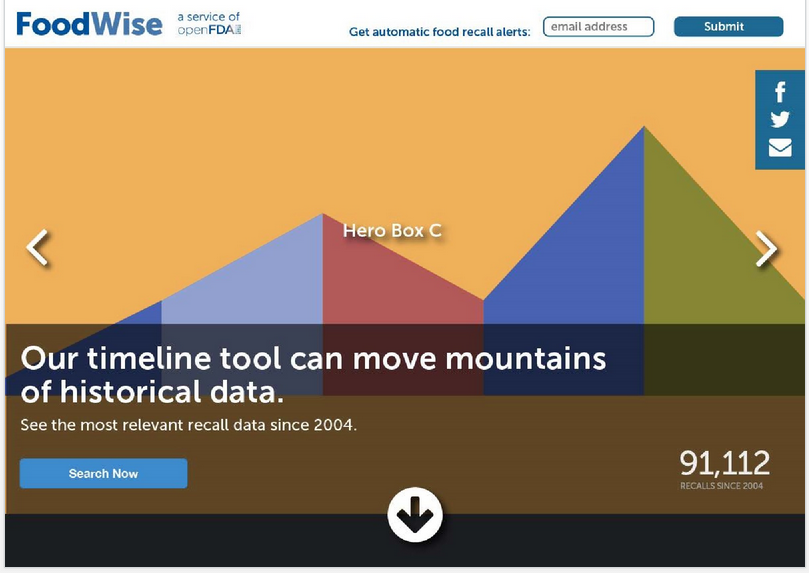 FoodWise
a service of
openFDA
Get automatic food recall alerts:
email address
Submit
Hero Box C
Our timeline tool can move mountains
of historical data.
See the most relevant recall data since 2004.
Search Now
91,112
RECALLS SINCE 2004